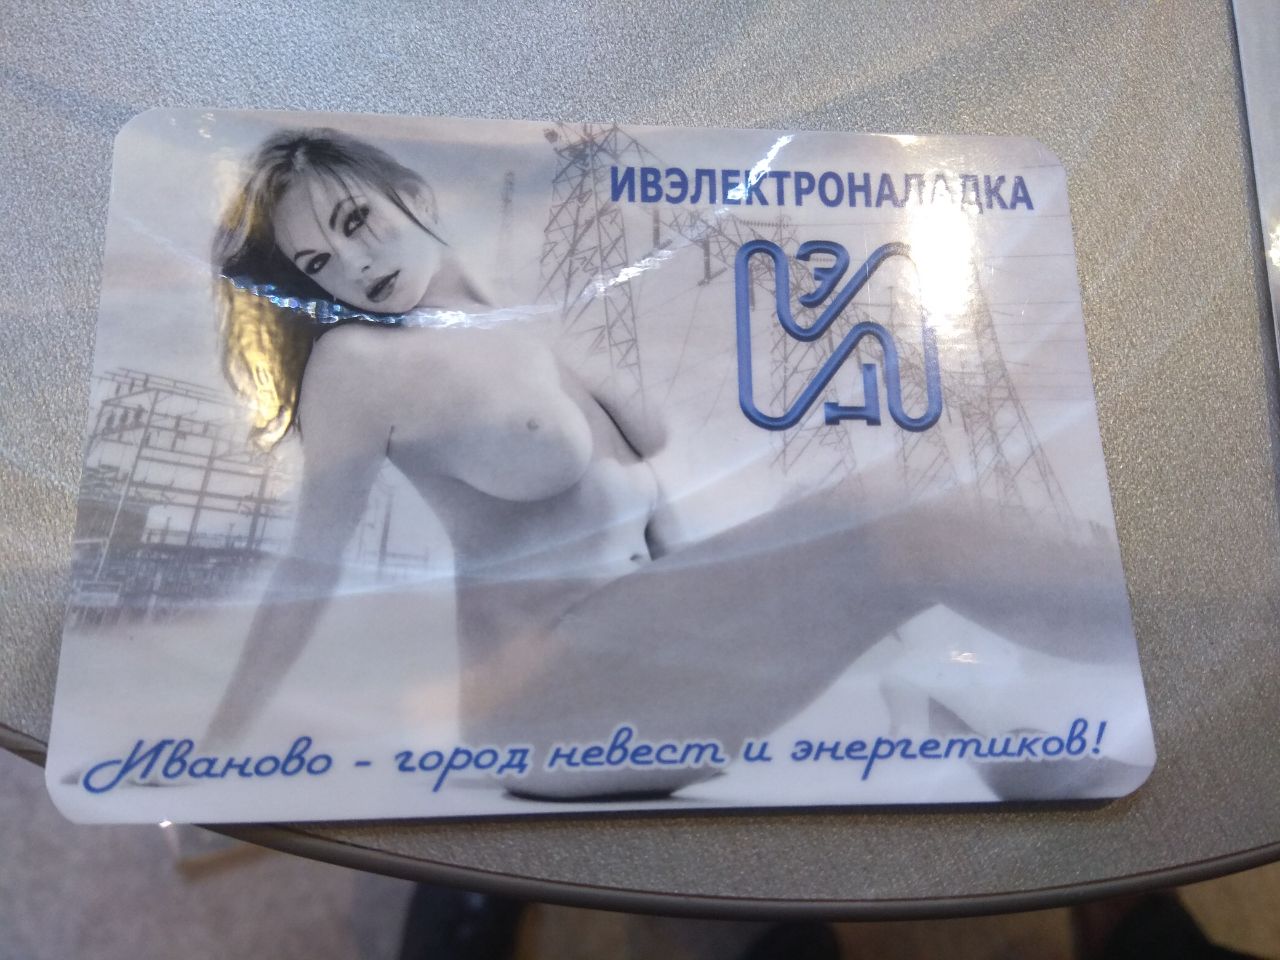 ИВЭЛЕКТРОНАЛАДКА
Э
Д
Иваново - город невест и энергетиков!